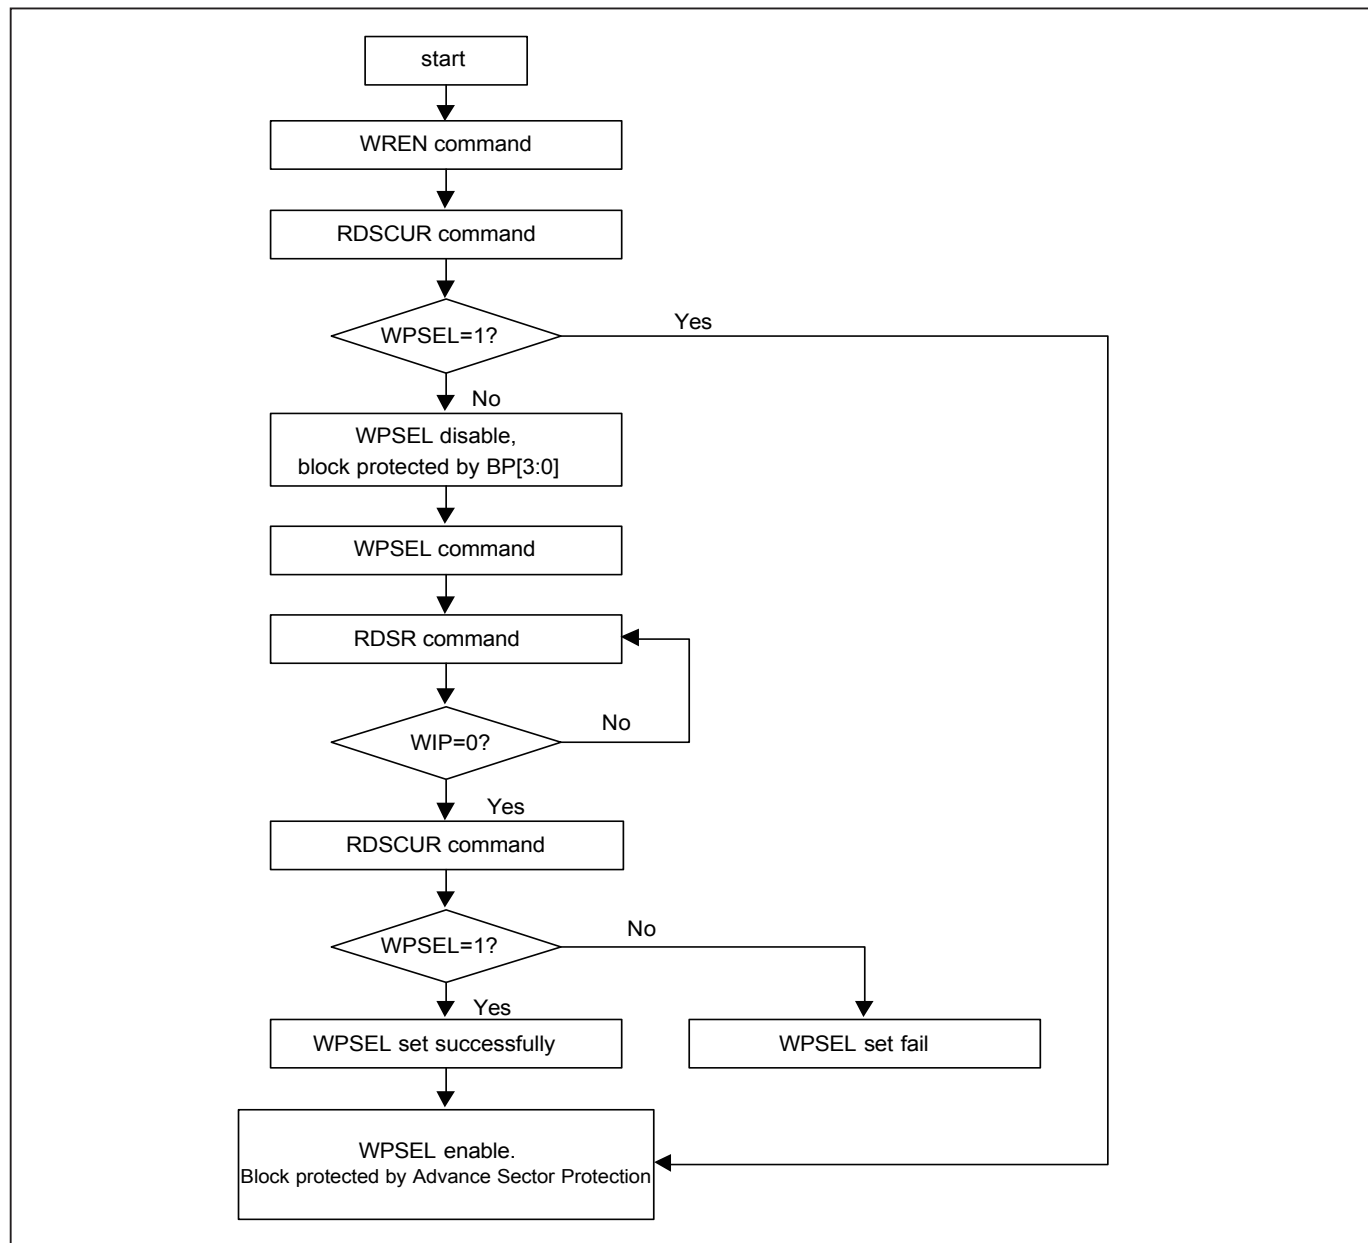 start
WREN command
RDSCUR command
WPSEL=1?
Yes
No
WPSEL disable,
block protected by BP[3:0]
WPSEL command
RDSR command
WIP=0?
No
Yes
RDSCUR command
WPSEL=1?
No
Yes
WPSEL set successfully
WPSEL set fail
WPSEL enable.
Block protected by Advance Sector Protection